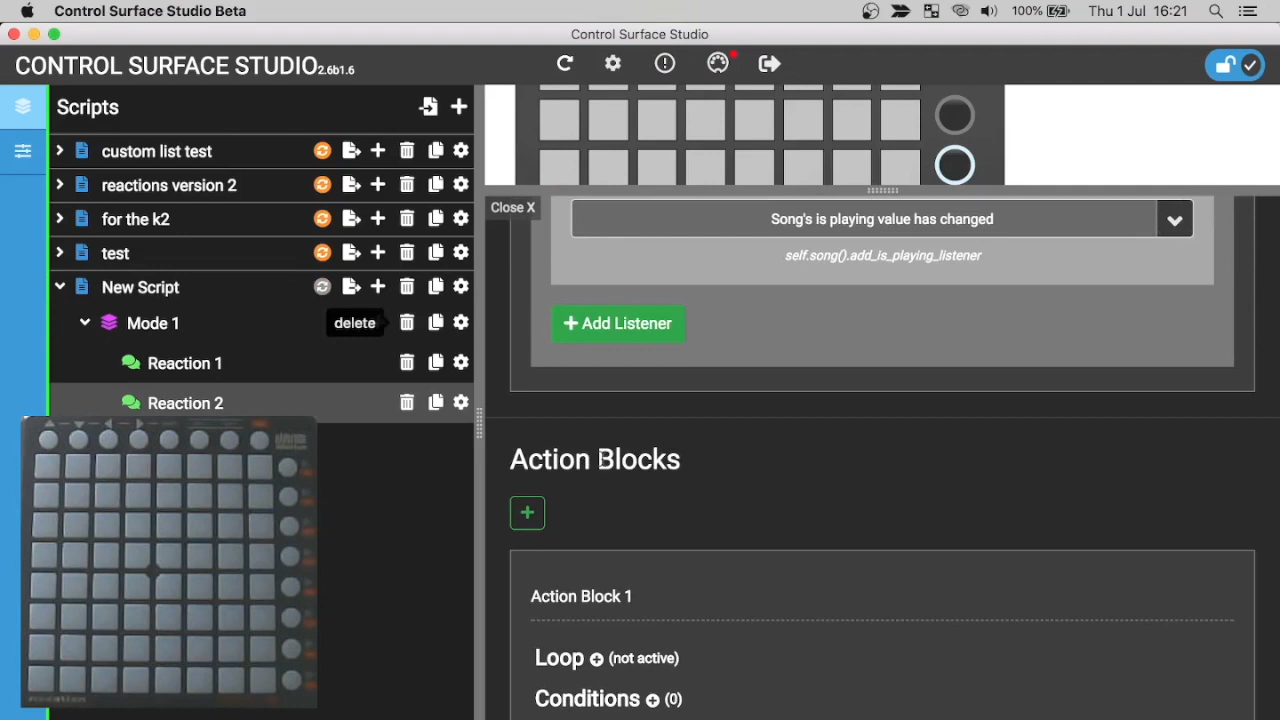 Control Surface Studio Beta
100%
Thu 1 Jul 16:21
Control Surface Studio
CONTROL SURFACE STUDIO2.6b1.6
Scripts
custom list test
reactions version 2
for the k2
test
New Script
Mode 1
delete
Reaction 1
Reaction 2
Close X
Song's is playing value has changed
self.song().add_is_playing_listener
Add Listener
Action Blocks
Action Block 1
Loop (not active)
Conditions (0)